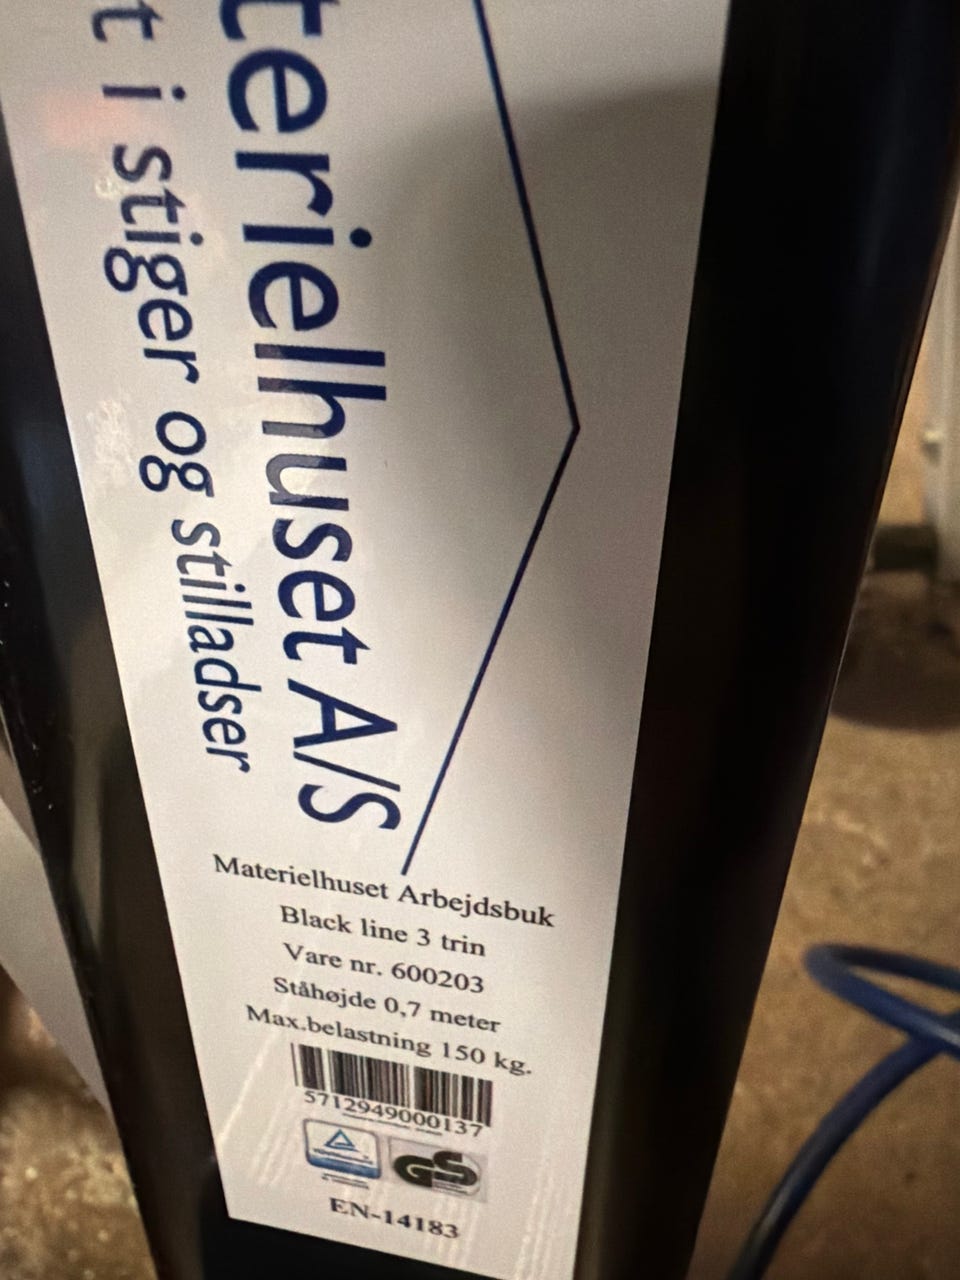 terielhuset A/S
t i stiger og stilladser
Materielhuset Arbejdsbuk
Black line 3 trin
Vare nr. 600203
Ståhøjde 0,7 meter
Max.belastning 150 kg.
5712949000137
GS
EN-14183